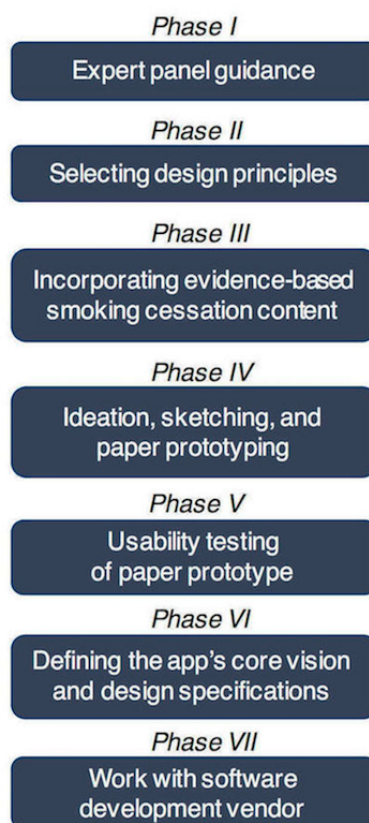 Phase I
Expert panel guidance
Phase II
Selecting design principles
Phase III
Incorporating evidence-based
smoking cessation content
Phase IV
Ideation, sketching, and
paper prototyping
Phase V
Usability testing
of paper prototype
Phase VI
Defining the app's core vision
and design specifications
Phase VII
Work with software
development vendor